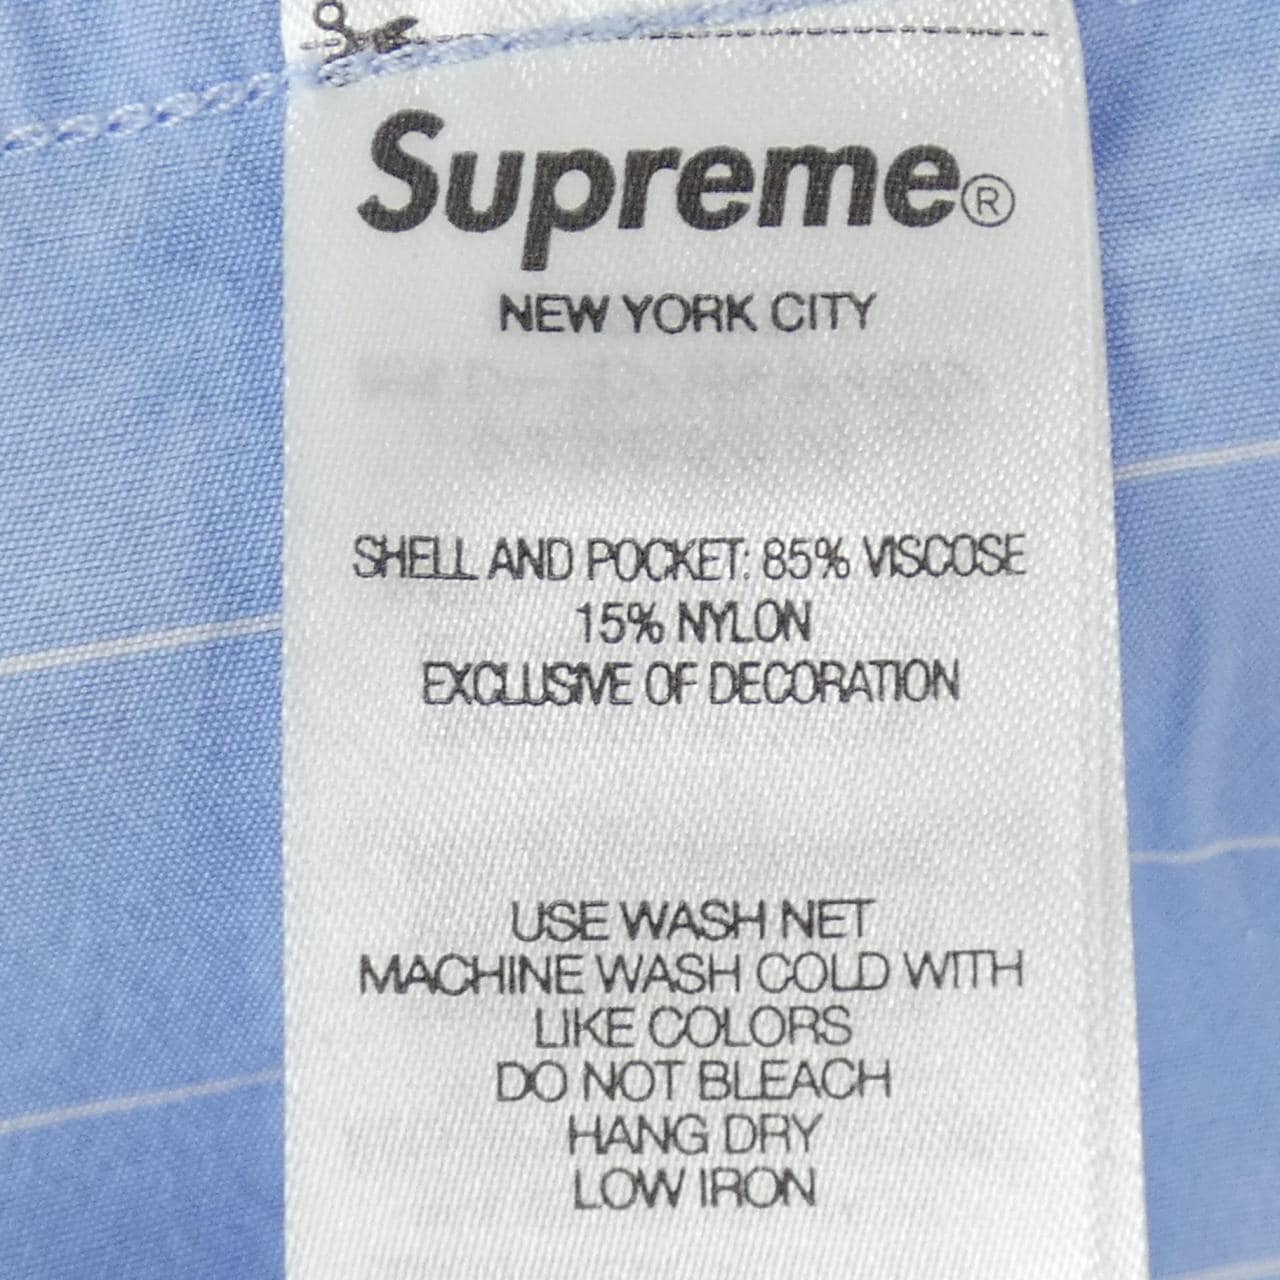 Supreme®
NEW YORK CITY
SHELL AND POCKET: 85% VISCOSE
15% NYLON
EXCLUSIVE OF DECORATION
USE WASH NET
MACHINE WASH COLD WITH
LIKE COLORS
DO NOT BLEACH
HANG DRY
LOW IRON